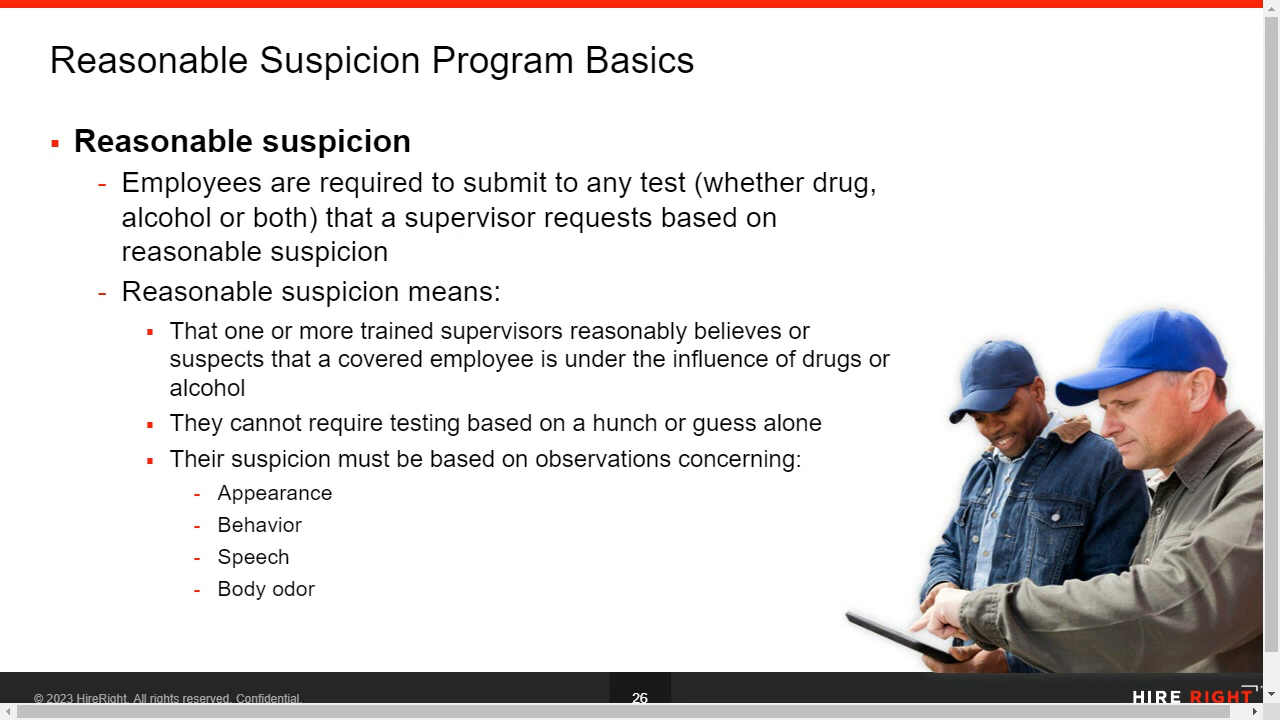 Reasonable Suspicion Program Basics
Reasonable suspicion
- Employees are required to submit to any test (whether drug,
alcohol or both) that a supervisor requests based on
reasonable suspicion
- Reasonable suspicion means:
That one or more trained supervisors reasonably believes or
suspects that a covered employee is under the influence of drugs or
alcohol
They cannot require testing based on a hunch or guess alone
Their suspicion must be based on observations concerning:
- Appearance
- Behavior
- Speech
- Body odor
© 2023 HireRight. All rights reserved. Confidential.
26
HIRE RIGHT